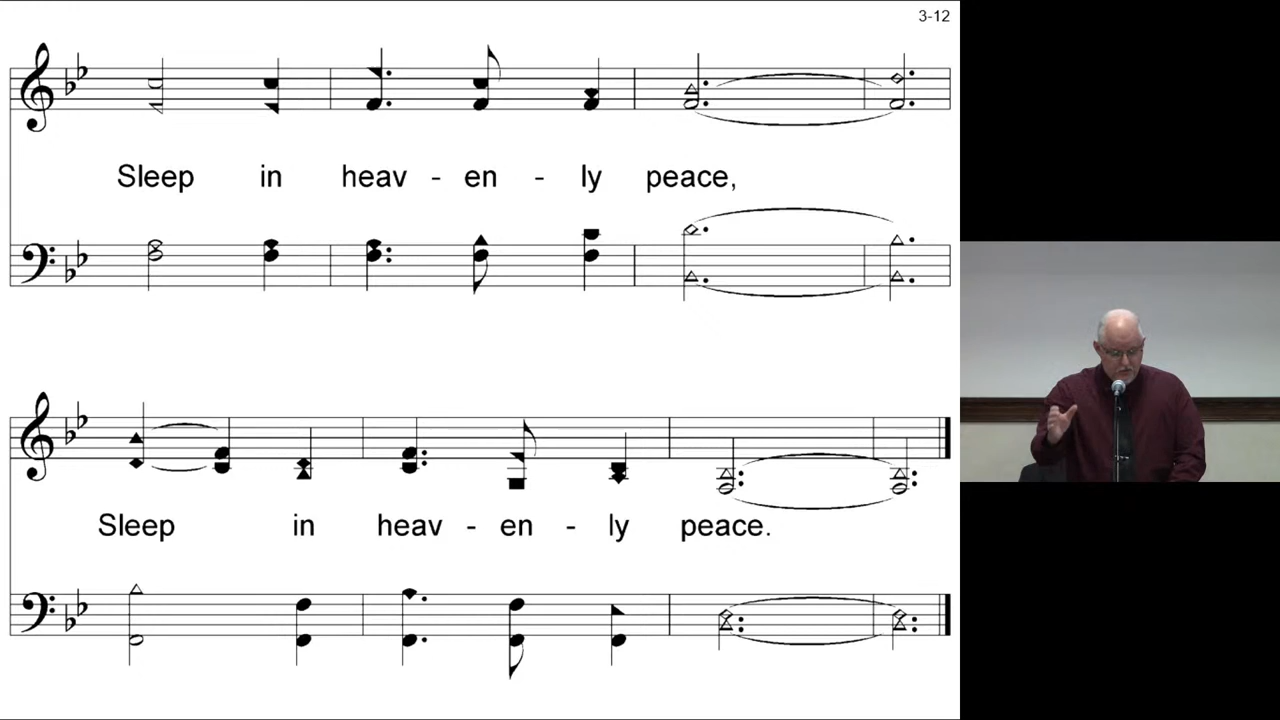 3-12
Sleep in heav - en - ly peace,
Sleep in heav - en - ly peace.